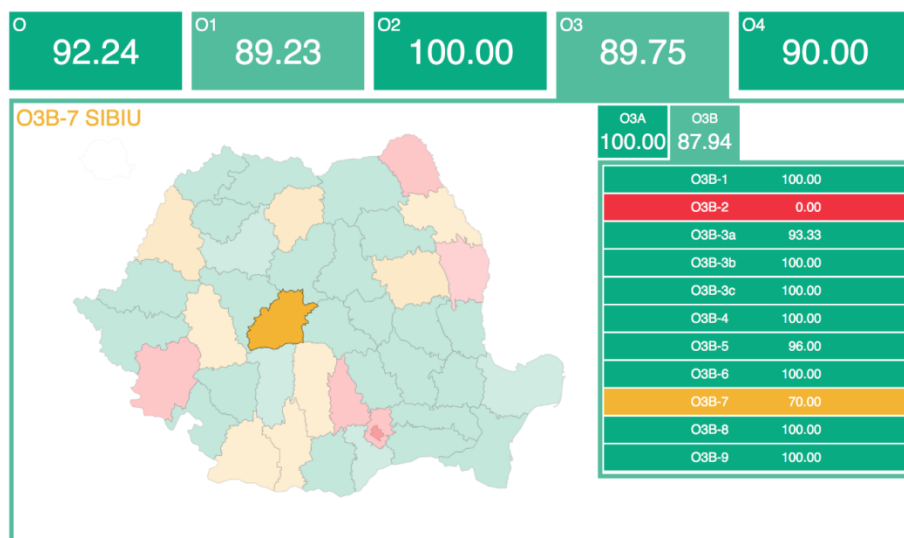 O
92.24
O1
89.23
O2
100.00
O3
89.75
O4
90.00
O3B-7 SIBIU
O3A
100.00
O3B
87.94
O3B-1 100.00
O3B-2 0.00
O3B-3a 93.33
O3B-3b 100.00
O3B-3c 100.00
O3B-4 100.00
O3B-5 96.00
O3B-6 100.00
O3B-7 70.00
O3B-8 100.00
O3B-9 100.00